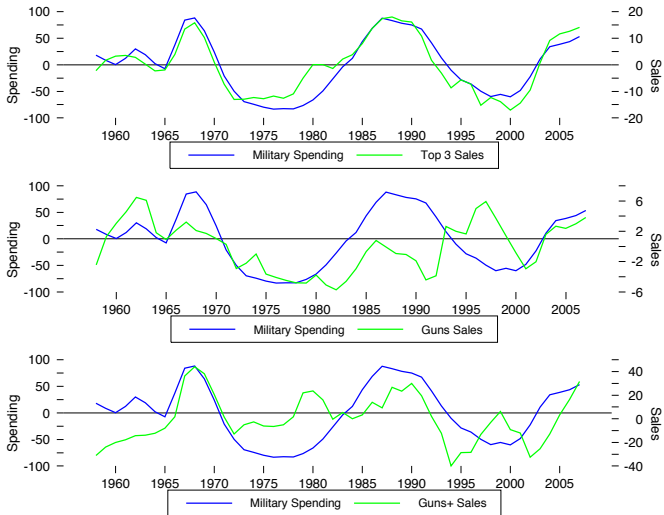 100 20
50 10
Spending 0 0 Sales
-50 -10
-100 -20
1960 1965 1970 1975 1980 1985 1990 1995 2000 2005
Military Spending Top 3 Sales
100
50 6
Spending 0 2 Sales
-50 -2
-100 -6
1960 1965 1970 1975 1980 1985 1990 1995 2000 2005
Military Spending Guns Sales
100
50 40
Spending 0 20 Sales
-50 0
-100 -20
-40
1960 1965 1970 1975 1980 1985 1990 1995 2000 2005
Military Spending Guns+ Sales